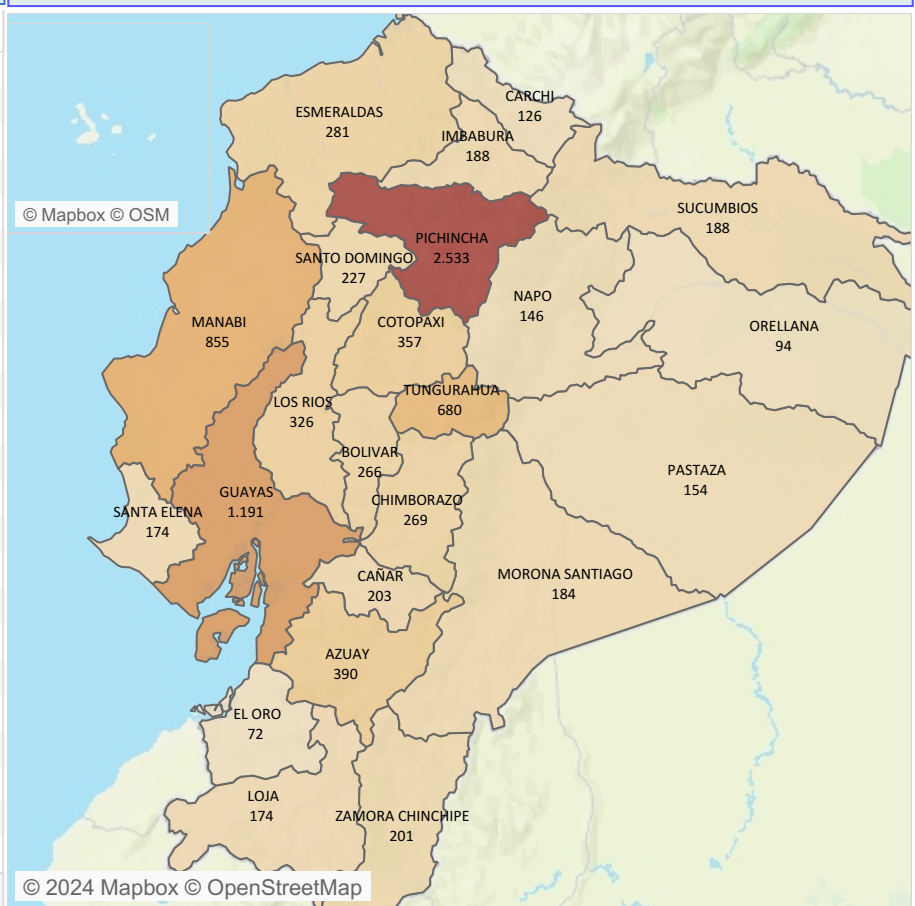 CARCHI
126
ESMERALDAS
281
IMBABURA
188
© Mapbox © OSM
SUCUMBIOS
188
PICHINCHA
2.533
SANTO DOMINGO
227
NAPO
146
MANABI
855
COTOPAXI
357
ORELLANA
94
TUNGURAHUA
680
LOS RIOS
326
BOLIVAR
266
PASTAZA
154
GUAYAS
1.191
CHIMBORAZO
269
SANTA ELENA
174
CAÑAR
203
MORONA SANTIAGO
184
AZUAY
390
EL ORO
72
LOJA
174
ZAMORA CHINCHIPE
201
© 2024 Mapbox © OpenStreetMap